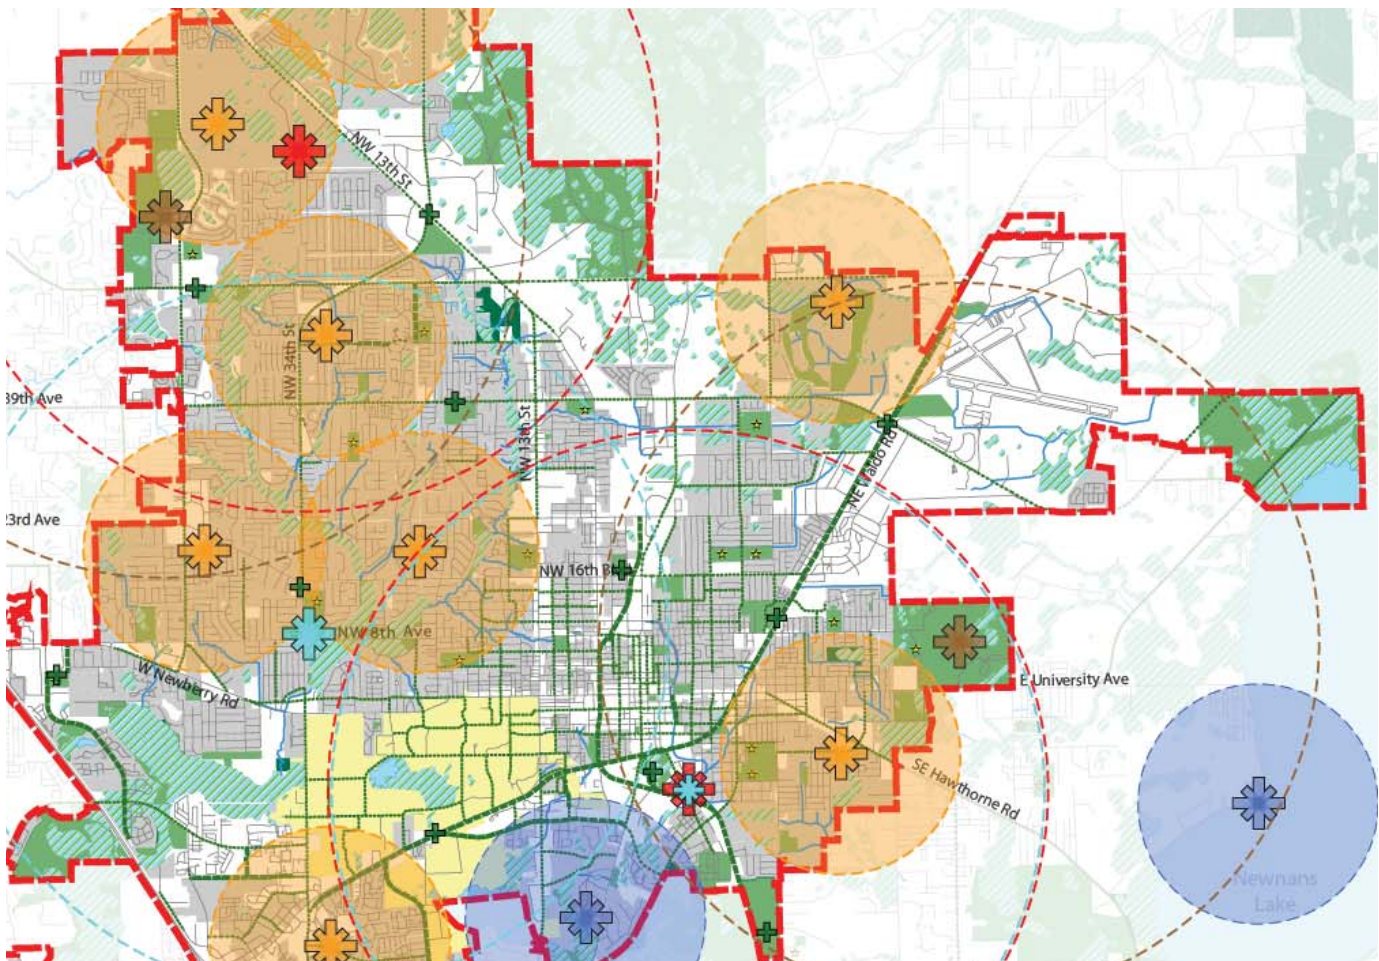 NW 13th St
NW 34th St
39th Ave
NW 13th St
NE Waldo Rd
3rd Ave
NW 16th B
NW 8th Ave
W Newberry Rd
E University Ave
SE Hawthorne Rd
Newnans
Lake